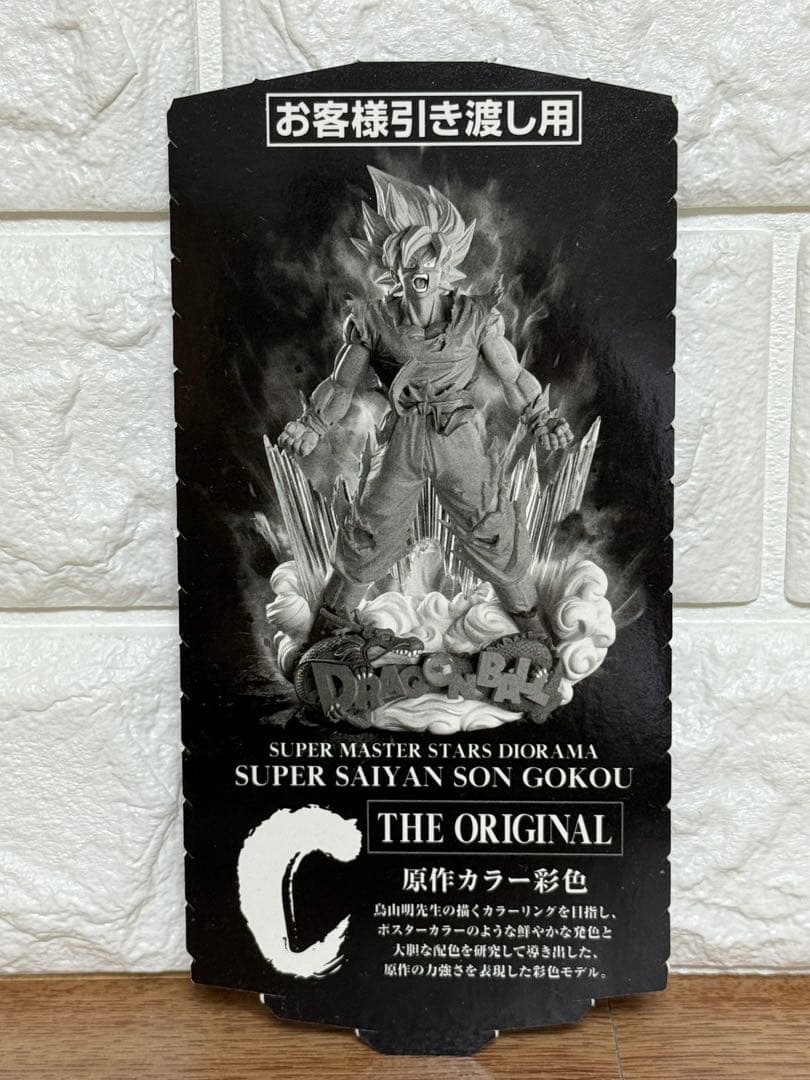 お客様引き渡し用
DRAGON BALL
SUPER MASTER STARS DIORAMA
SUPER SAIYAN SON GOKOU
C
THE ORIGINAL
原作カラー彩色
鳥山明先生の描くカラーリングを目指し、
ポスターカラーのような鮮やかな発色と
大胆な配色を研究して導き出した、
原作の力強さを表現した彩色モデル。